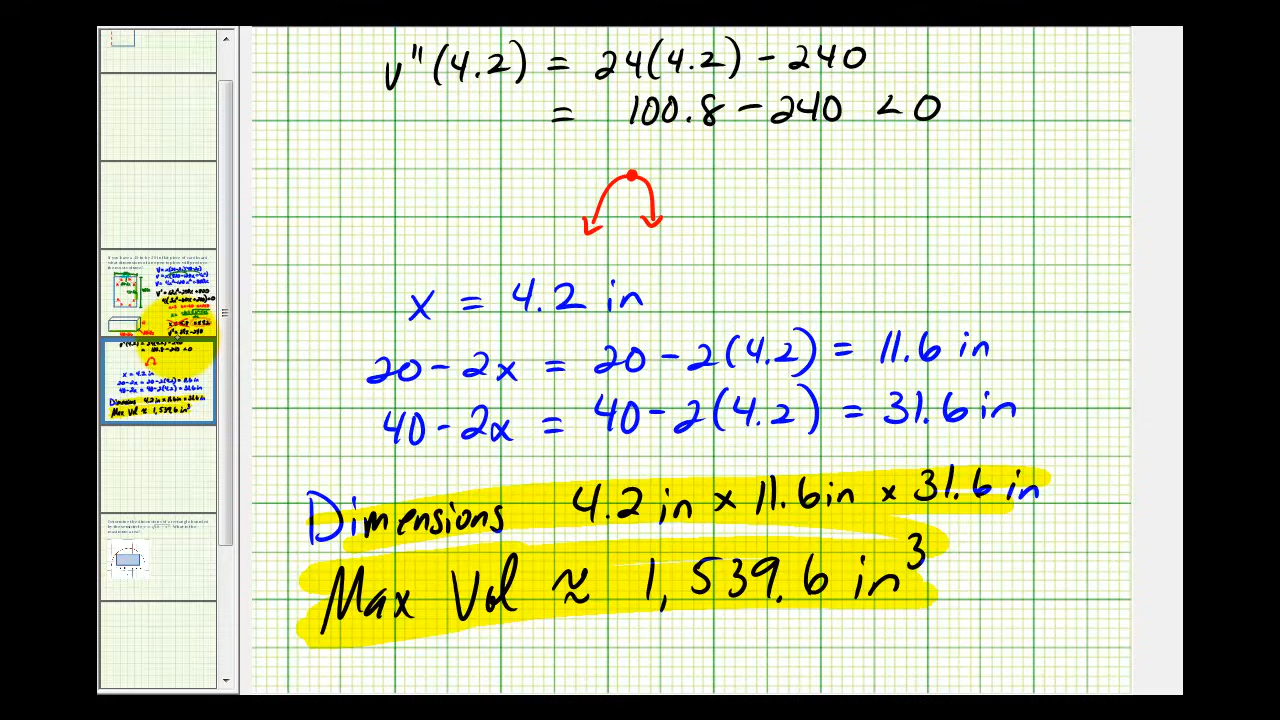 v"(4.2) = 24(4.2) - 240
= 100.8 - 240 < 0
x = 4.2 in
20 - 2x = 20 - 2(4.2) = 11.6 in
40 - 2x = 40 - 2(4.2) = 31.6 in
Dimensions 4.2 in x 11.6 in x 31.6 in
Max Vol ≈ 1,539.6 in³